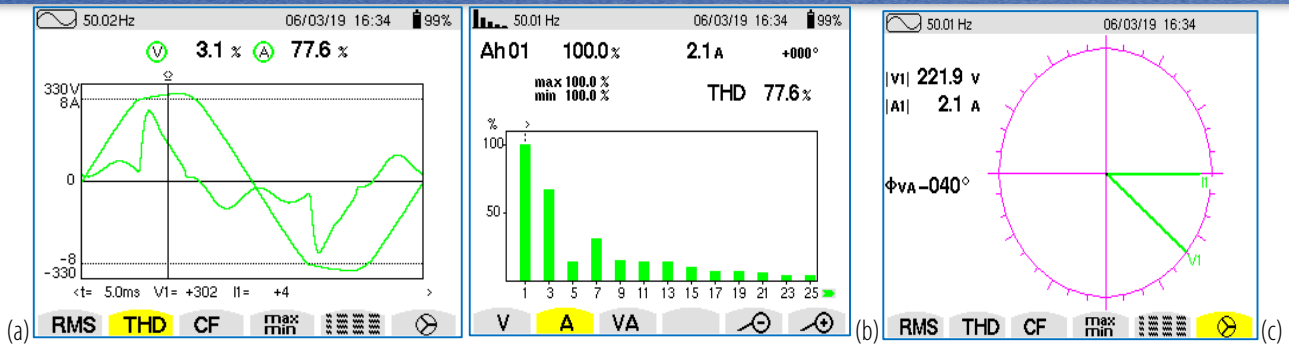 50.02Hz 06/03/19 16:34 99%
V 3.1 % A 77.6 %
330V
8A
0
-8
-330
<t= 5.0ms V1= +302 I1= +4 >
RMS THD CF max min
(a)
50.01 Hz 06/03/19 16:34 99%
Ah01 100.0% 2.1 A +000°
max 100.0 %
min 100.0 %
THD 77.6%
%
100
50
1 3 5 7 9 11 13 15 17 19 21 23 25
V A VA
(b)
50.01 Hz 06/03/19 16:34
|V1| 221.9 V
|A1| 2.1 A
ΦVA-040°
I1
V1
RMS THD CF max min
(c)